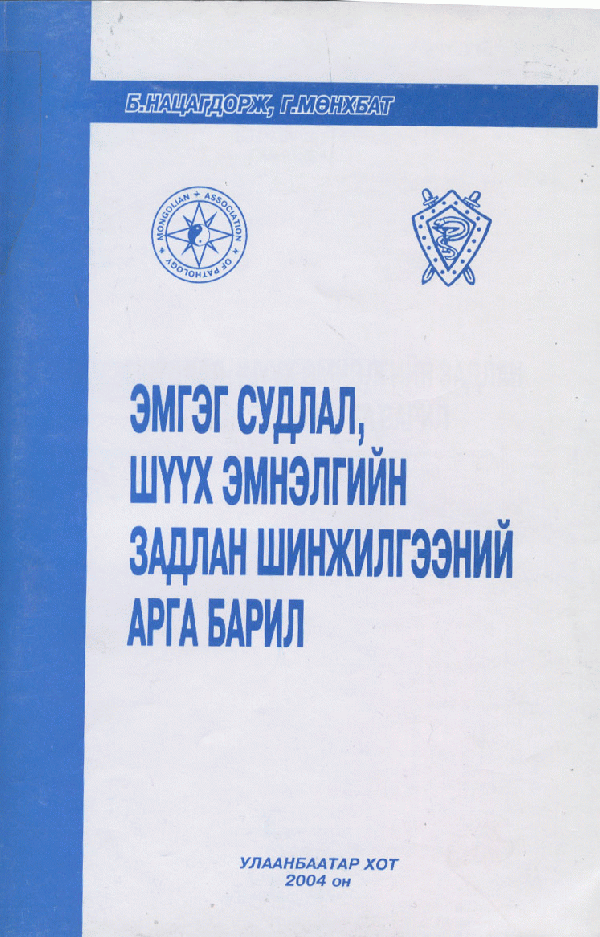 Б.НАЦАГДОРЖ, Г.МӨНХБАТ
MONGOLIAN ✦ ASSOCIATION ✦ OF PATHOLOGY ✦
ЭМГЭГ СУДЛАЛ,
ШҮҮХ ЭМНЭЛГИЙН
ЗАДЛАН ШИНЖИЛГЭЭНИЙ
АРГА БАРИЛ
УЛААНБААТАР ХОТ
2004 он